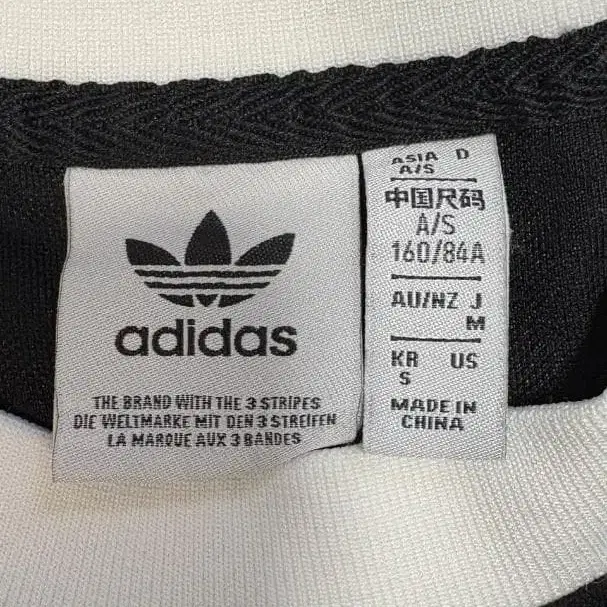 adidas
THE BRAND WITH THE 3 STRIPES
DIE WELTMARKE MIT DEN 3 STREIFEN
LA MARQUE AUX 3 BANDES
ASIA D
A/S
中国尺码
A/S
160/84A
AU/NZ J
M
KR US
S
MADE IN
CHINA